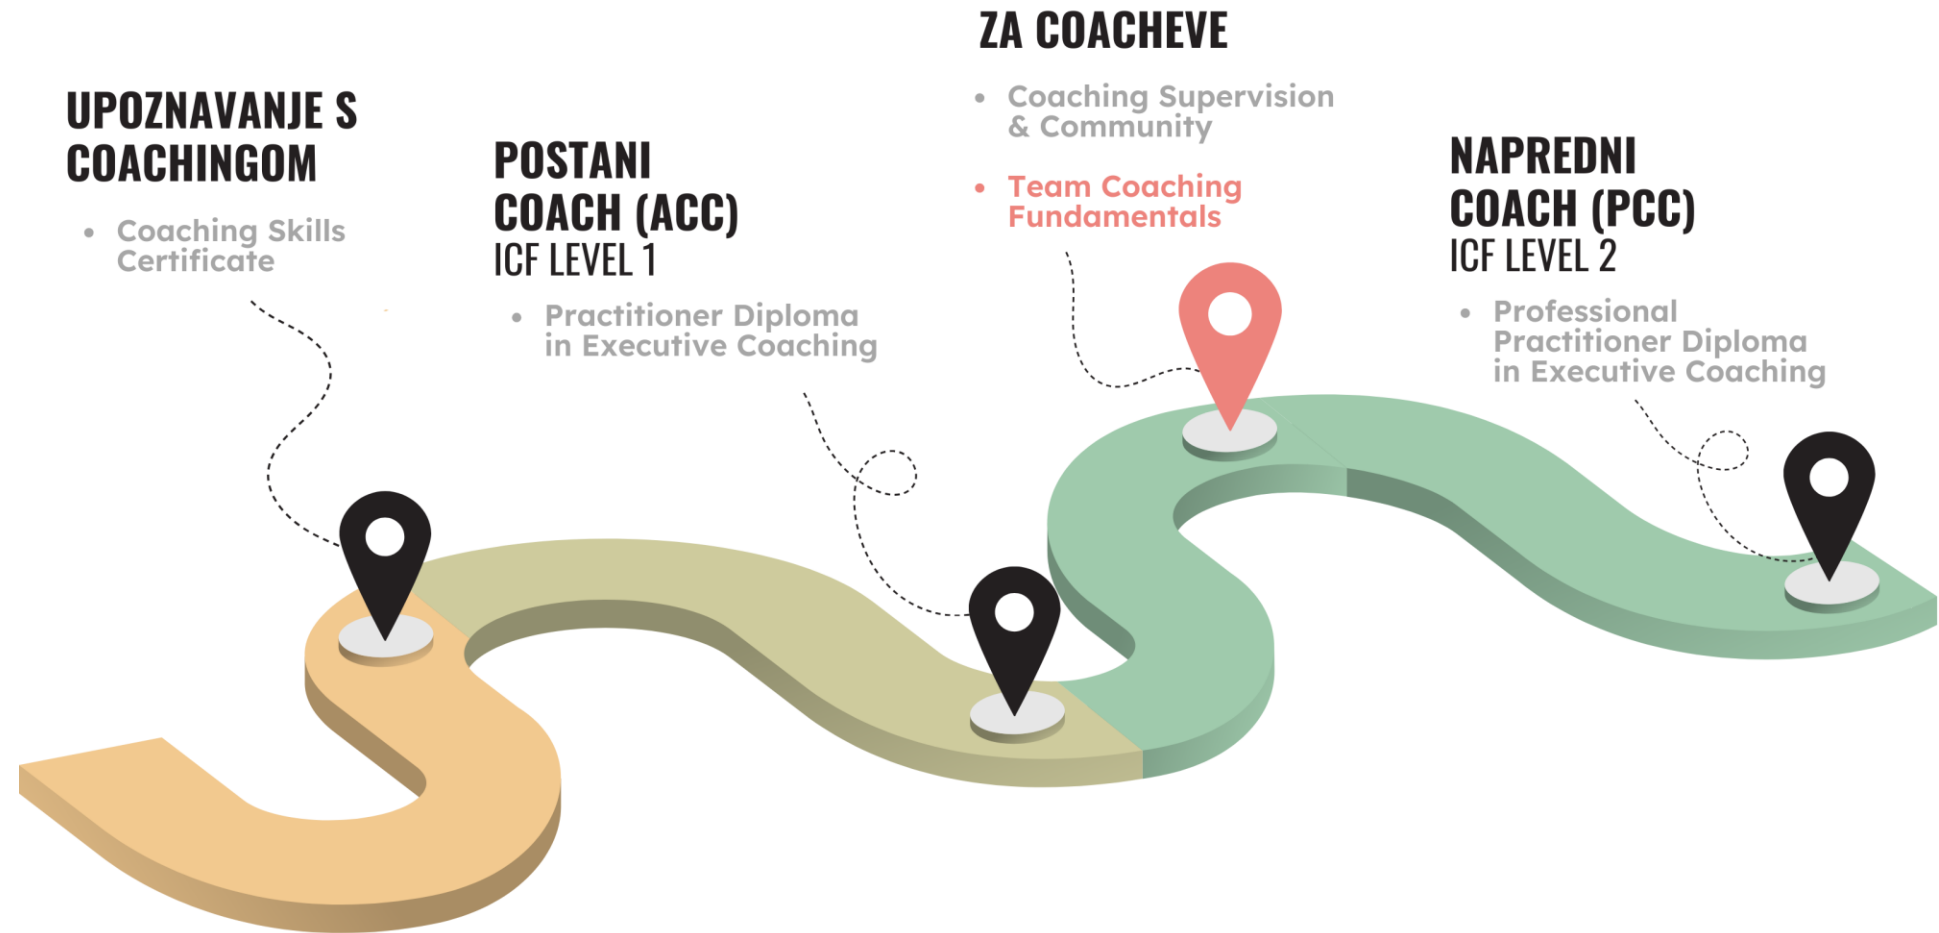 UPOZNAVANJE S
COACHINGOM
• Coaching Skills
Certificate
POSTANI
COACH (ACC)
ICF LEVEL 1
• Practitioner Diploma
in Executive Coaching
ZA COACHEVE
• Coaching Supervision
& Community
• Team Coaching
Fundamentals
NAPREDNI
COACH (PCC)
ICF LEVEL 2
• Professional
Practitioner Diploma
in Executive Coaching